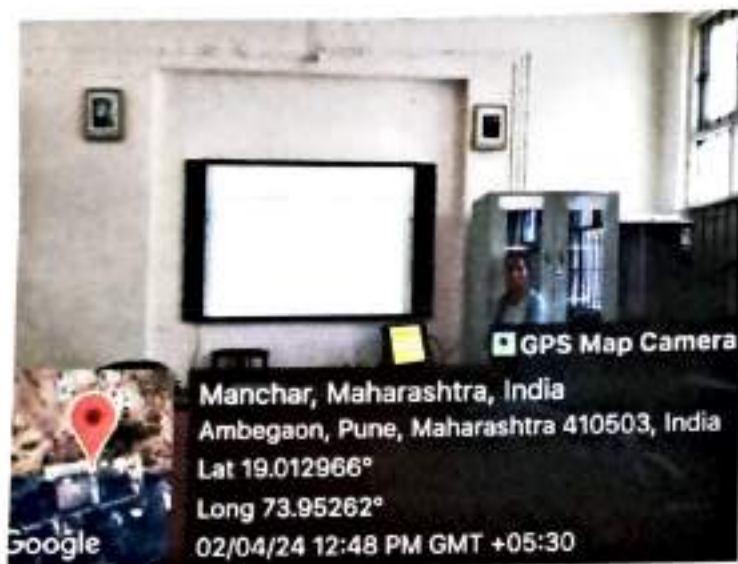 GPS Map Camera
Manchar, Maharashtra, India
Ambegaon, Pune, Maharashtra 410503, India
Lat 19.012966°
Long 73.95262°
02/04/24 12:48 PM GMT +05:30
Google